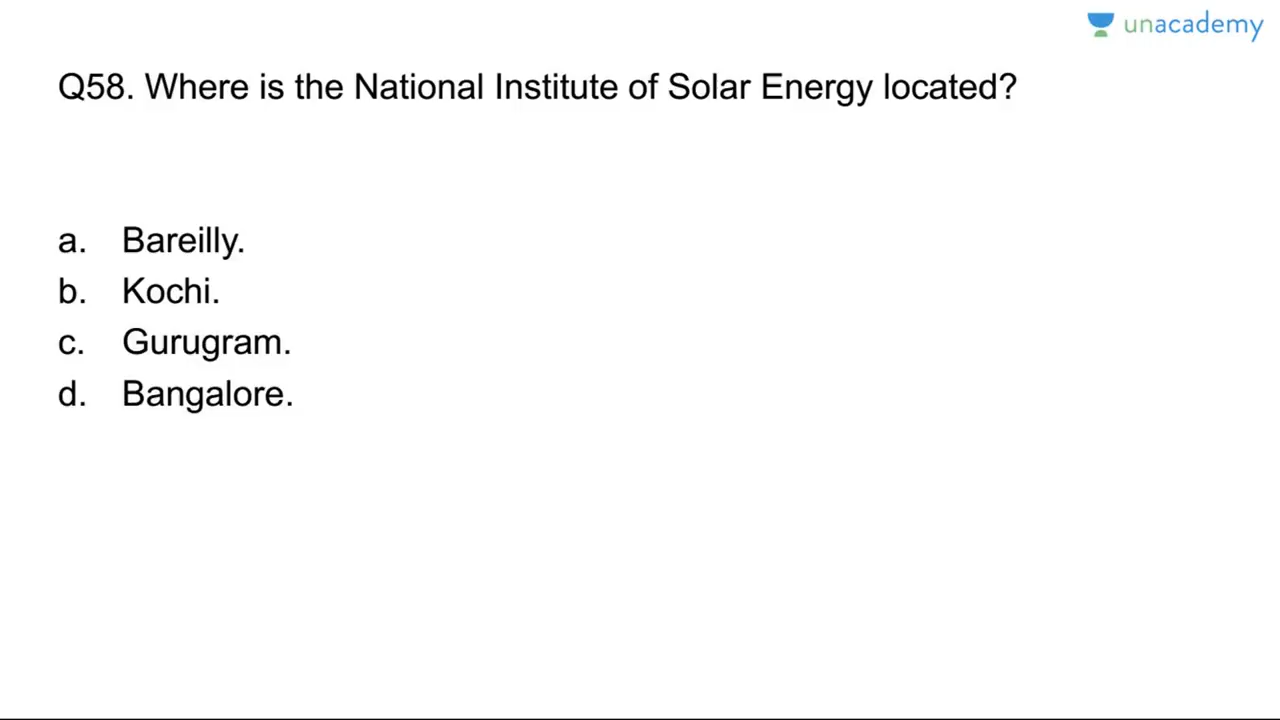 unacademy
Q58. Where is the National Institute of Solar Energy located?
a. Bareilly.
b. Kochi.
c. Gurugram.
d. Bangalore.